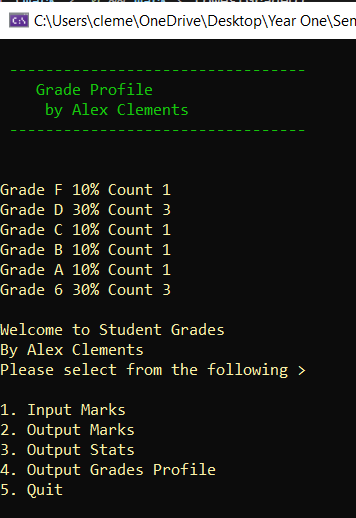 C:\Users\cleme\OneDrive\Desktop\Year One\Sem
---------------------------------
Grade Profile
by Alex Clements
---------------------------------
Grade F 10% Count 1
Grade D 30% Count 3
Grade C 10% Count 1
Grade B 10% Count 1
Grade A 10% Count 1
Grade 6 30% Count 3
Welcome to Student Grades
By Alex Clements
Please select from the following >
1. Input Marks
2. Output Marks
3. Output Stats
4. Output Grades Profile
5. Quit